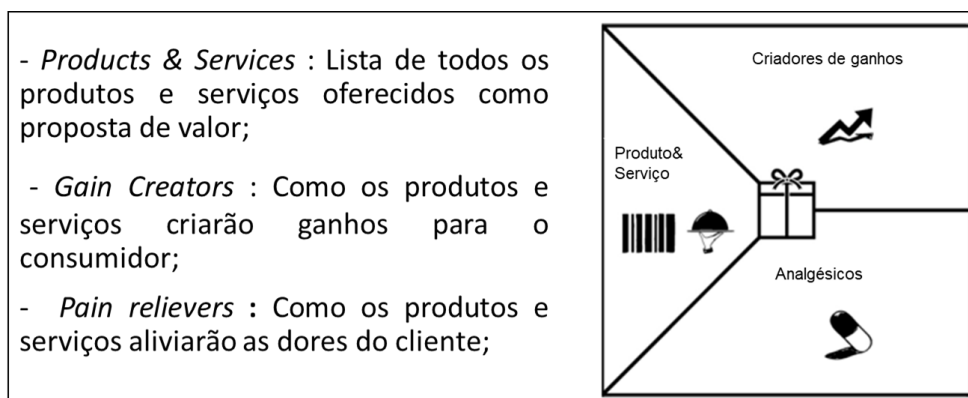 - Products & Services : Lista de todos os
produtos e serviços oferecidos como
proposta de valor;
- Gain Creators : Como os produtos e
serviços criarão ganhos para o
consumidor;
- Pain relievers : Como os produtos e
serviços aliviarão as dores do cliente;
Criadores de ganhos
Produto&
Serviço
Analgésicos